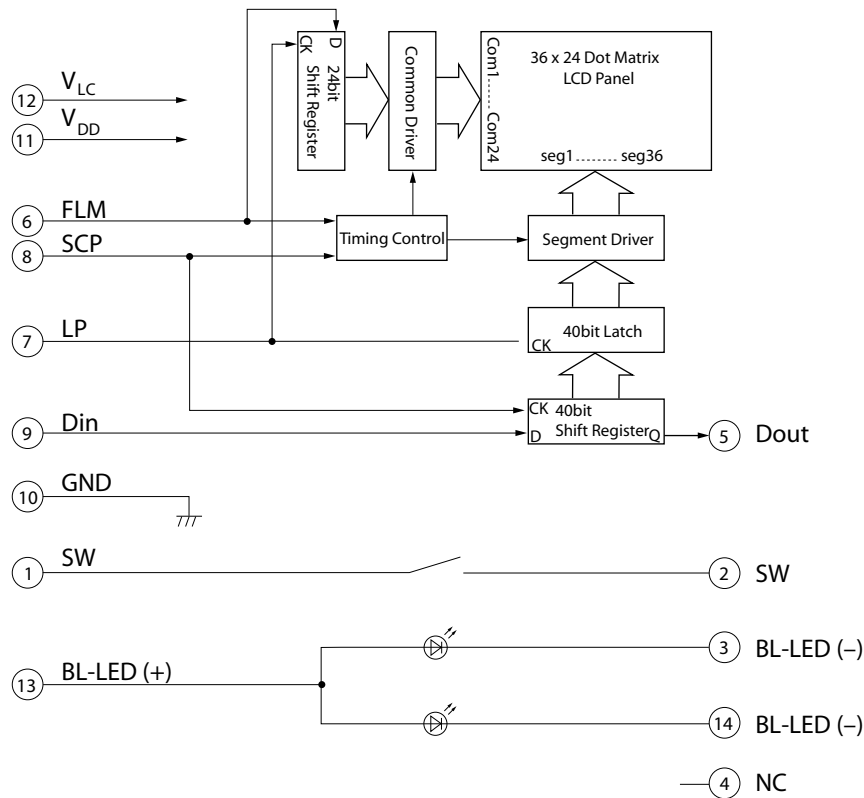 D
CK
24bit
Shift Register
Common Driver
Com1........Com24
36 x 24 Dot Matrix
LCD Panel
seg1 ......... seg36
12 VLC
11 VDD
6 FLM
Timing Control
Segment Driver
8 SCP
7 LP
40bit Latch
CK
CK 40bit
Shift Register
D
Q
9 Din
5 Dout
10 GND
1 SW
2 SW
3 BL-LED (–)
13 BL-LED (+)
14 BL-LED (–)
4 NC